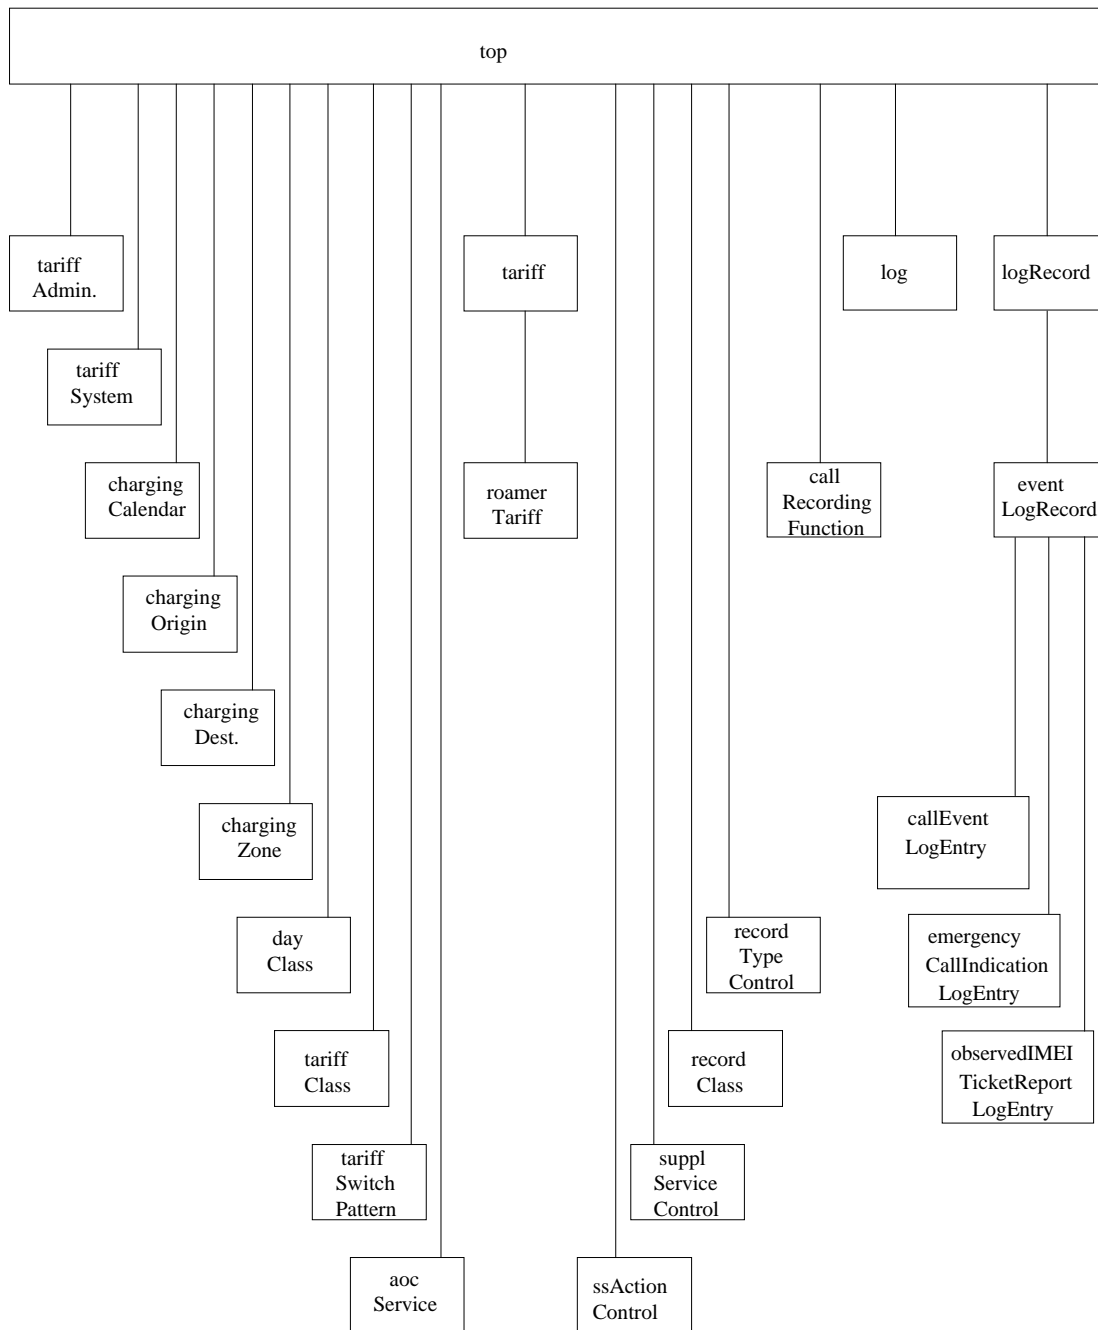 top
tariff
Admin.
tariff
log
logRecord
tariff
System
charging
Calendar
roamer
Tariff
call
Recording
Function
event
LogRecord
charging
Origin
charging
Dest.
charging
Zone
callEvent
LogEntry
day
Class
record
Type
Control
emergency
CallIndication
LogEntry
tariff
Class
record
Class
observedIMEI
TicketReport
LogEntry
tariff
Switch
Pattern
suppl
Service
Control
aoc
Service
ssAction
Control